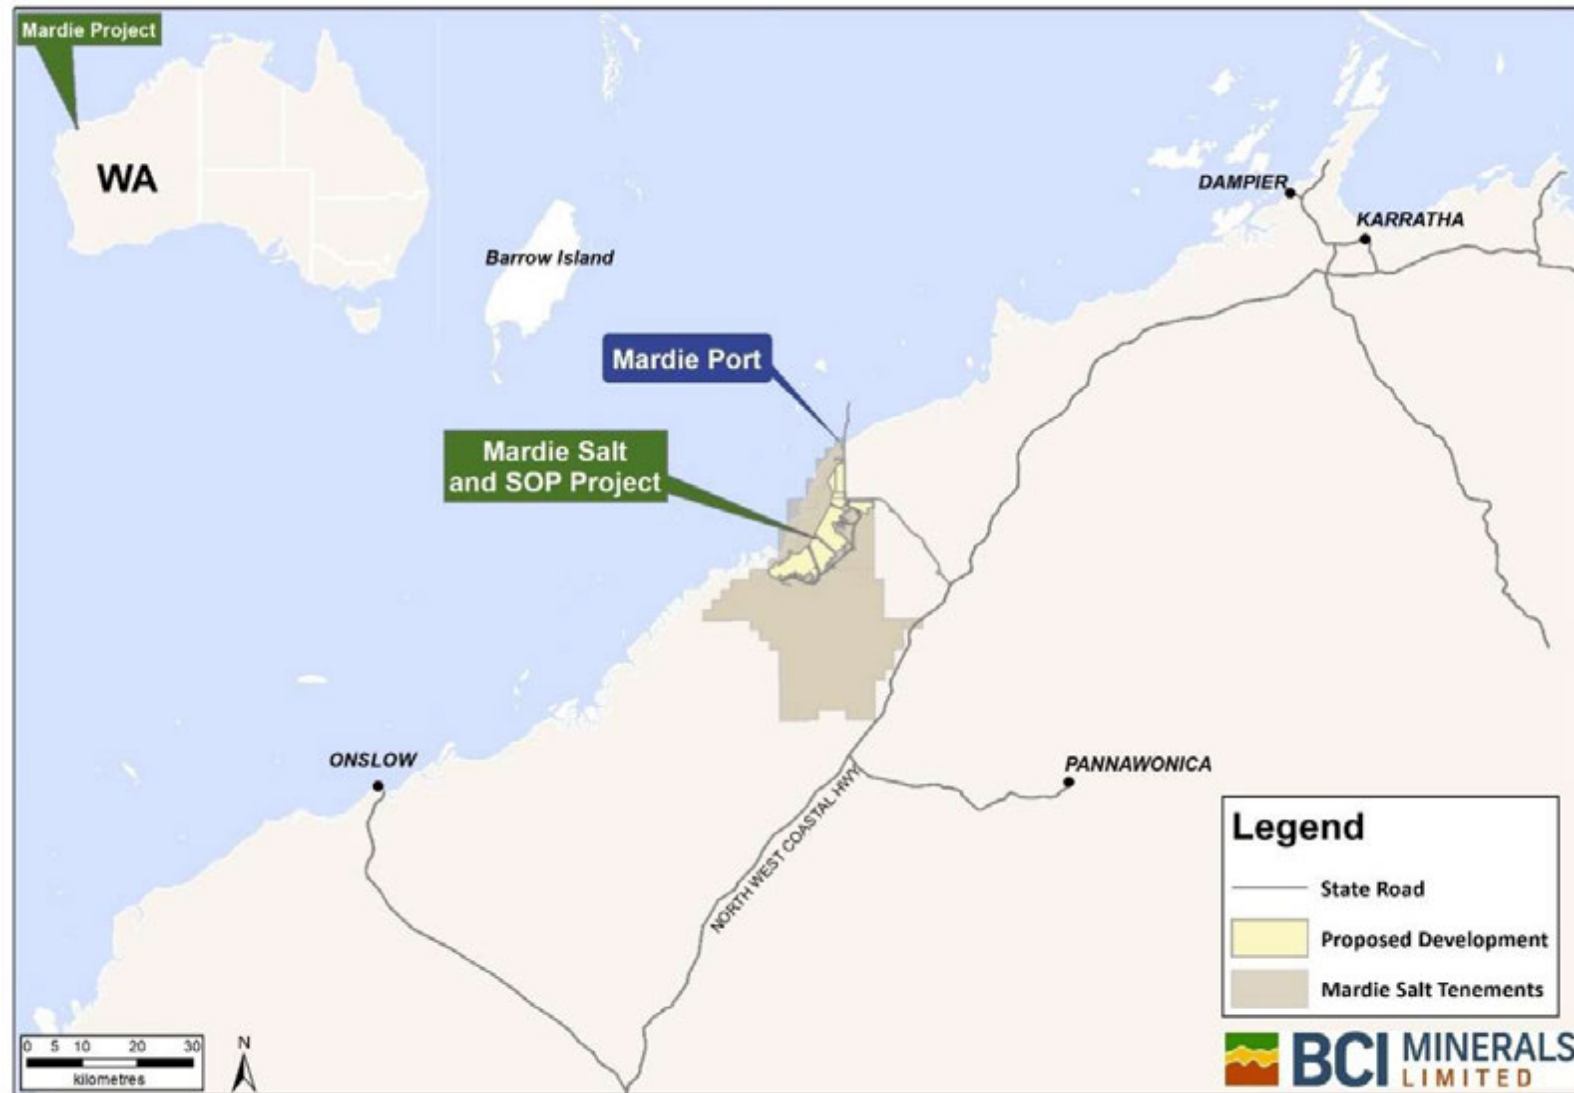 Mardie Project
WA
Barrow Island
DAMPIER
KARRATHA
Mardie Port
Mardie Salt
and SOP Project
ONSLOW
PANNAWONICA
NORTH WEST COASTAL HWY
Legend
State Road
Proposed Development
Mardie Salt Tenements
0 5 10 20 30
kilometres
N
BCI MINERALS
LIMITED